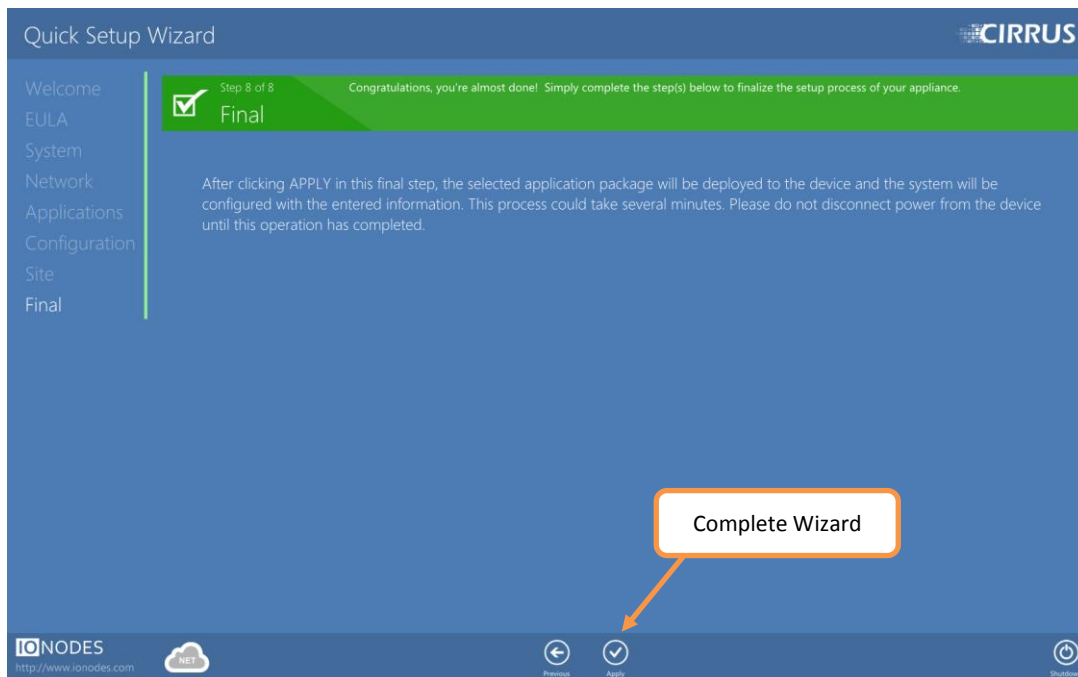 Quick Setup Wizard
CIRRUS
Welcome
EULA
System
Network
Applications
Configuration
Site
Final
Step 8 of 8
Final
Congratulations, you're almost done! Simply complete the step(s) below to finalize the setup process of your appliance.
After clicking APPLY in this final step, the selected application package will be deployed to the device and the system will be
configured with the entered information. This process could take several minutes. Please do not disconnect power from the device
until this operation has completed.
Complete Wizard
IONODES
http://www.ionodes.com
NET
Previous
Apply
Shutdow